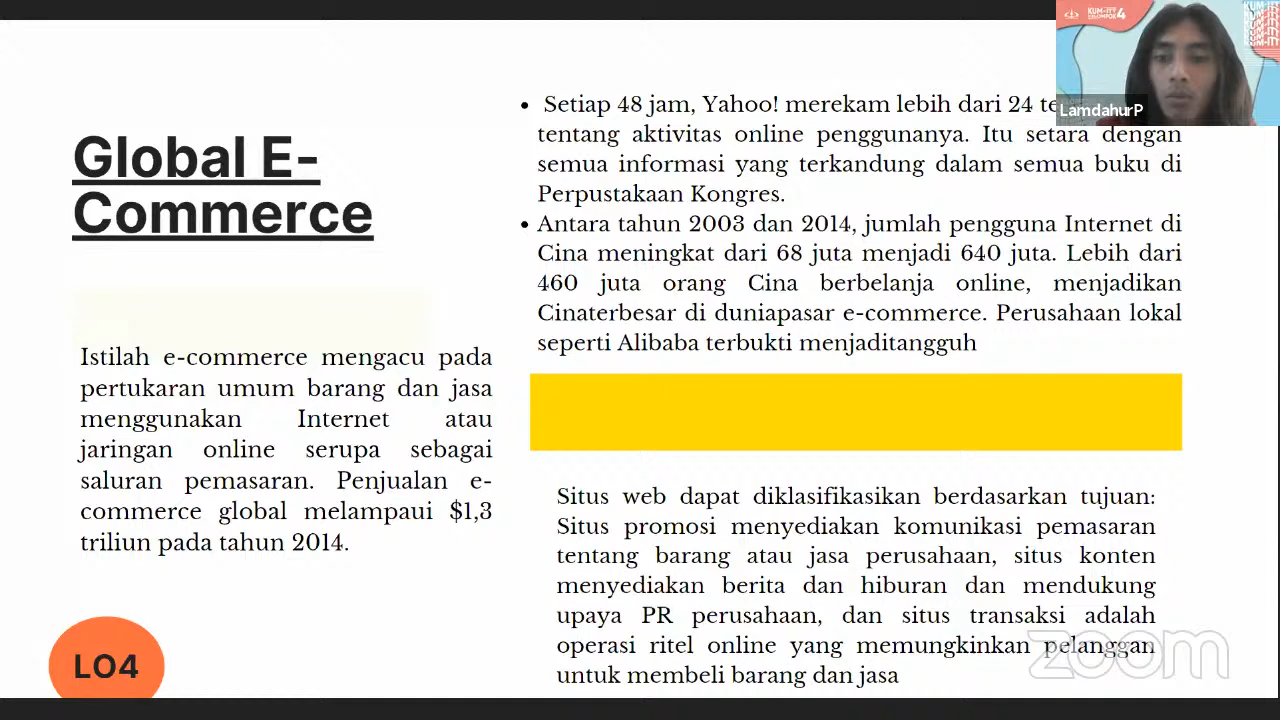 Global E-
Commerce
Istilah e-commerce mengacu pada
pertukaran umum barang dan jasa
menggunakan Internet atau
jaringan online serupa sebagai
saluran pemasaran. Penjualan e-
commerce global melampaui $1,3
triliun pada tahun 2014.
LO4
• Setiap 48 jam, Yahoo! merekam lebih dari 24
tentang aktivitas online penggunanya. Itu setara dengan
semua informasi yang terkandung dalam semua buku di
Perpustakaan Kongres.
• Antara tahun 2003 dan 2014, jumlah pengguna Internet di
Cina meningkat dari 68 juta menjadi 640 juta. Lebih dari
460 juta orang Cina berbelanja online, menjadikan
Cinaterbesar di duniapasar e-commerce. Perusahaan lokal
seperti Alibaba terbukti menjaditangguh
Situs web dapat diklasifikasikan berdasarkan tujuan:
Situs promosi menyediakan komunikasi pemasaran
tentang barang atau jasa perusahaan, situs konten
menyediakan berita dan hiburan dan mendukung
upaya PR perusahaan, dan situs transaksi adalah
operasi ritel online yang memungkinkan pelanggan
untuk membeli barang dan jasa
LamdahurP
zoom